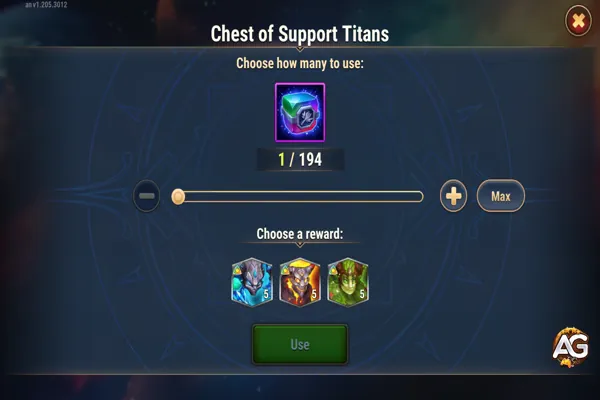 an v1.205.3012
Chest of Support Titans
Choose how many to use:
1 / 194
Max
Choose a reward:
5
5
5
Use
AG